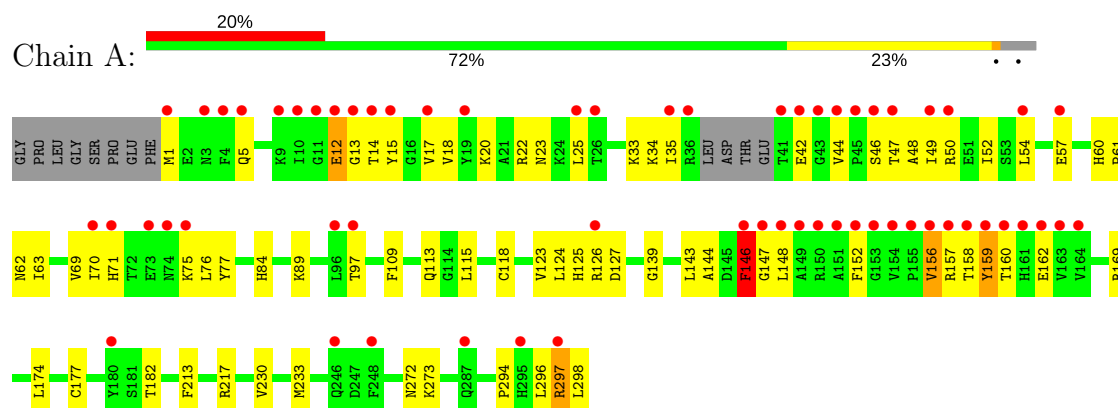 20%
Chain A:
72% 23% • •
GLY PRO LEU GLY SER PRO GLU PHE M1 E2 N3 F4 Q5 K9 I10 G11 E12 G13 T14 Y15 G16 V17 V18 Y19 K20 A21 R22 N23 K24 L25 T26 K33 K34 I35 R36 LEU ASP THR GLU T41 E42 G43 V44 P45 S46 T47 A48 I49 R50 E51 I52 S53 L54 E57 H60 P61
N62 I63 V69 I70 H71 T72 E73 N74 K75 L76 Y77 H84 K89 L96 T97 F109 Q113 G114 L115 C118 V123 L124 H125 R126 D127 G139 L143 A144 D145 F146 G147 L148 A149 R150 A151 F152 G153 V154 P155 V156 R157 T158 Y159 T160 H161 E162 V163 V164
L174 C177 Y180 S181 T182 F213 R217 V230 M233 Q246 D247 F248 N272 K273 Q287 P294 H295 L296 R297 L298